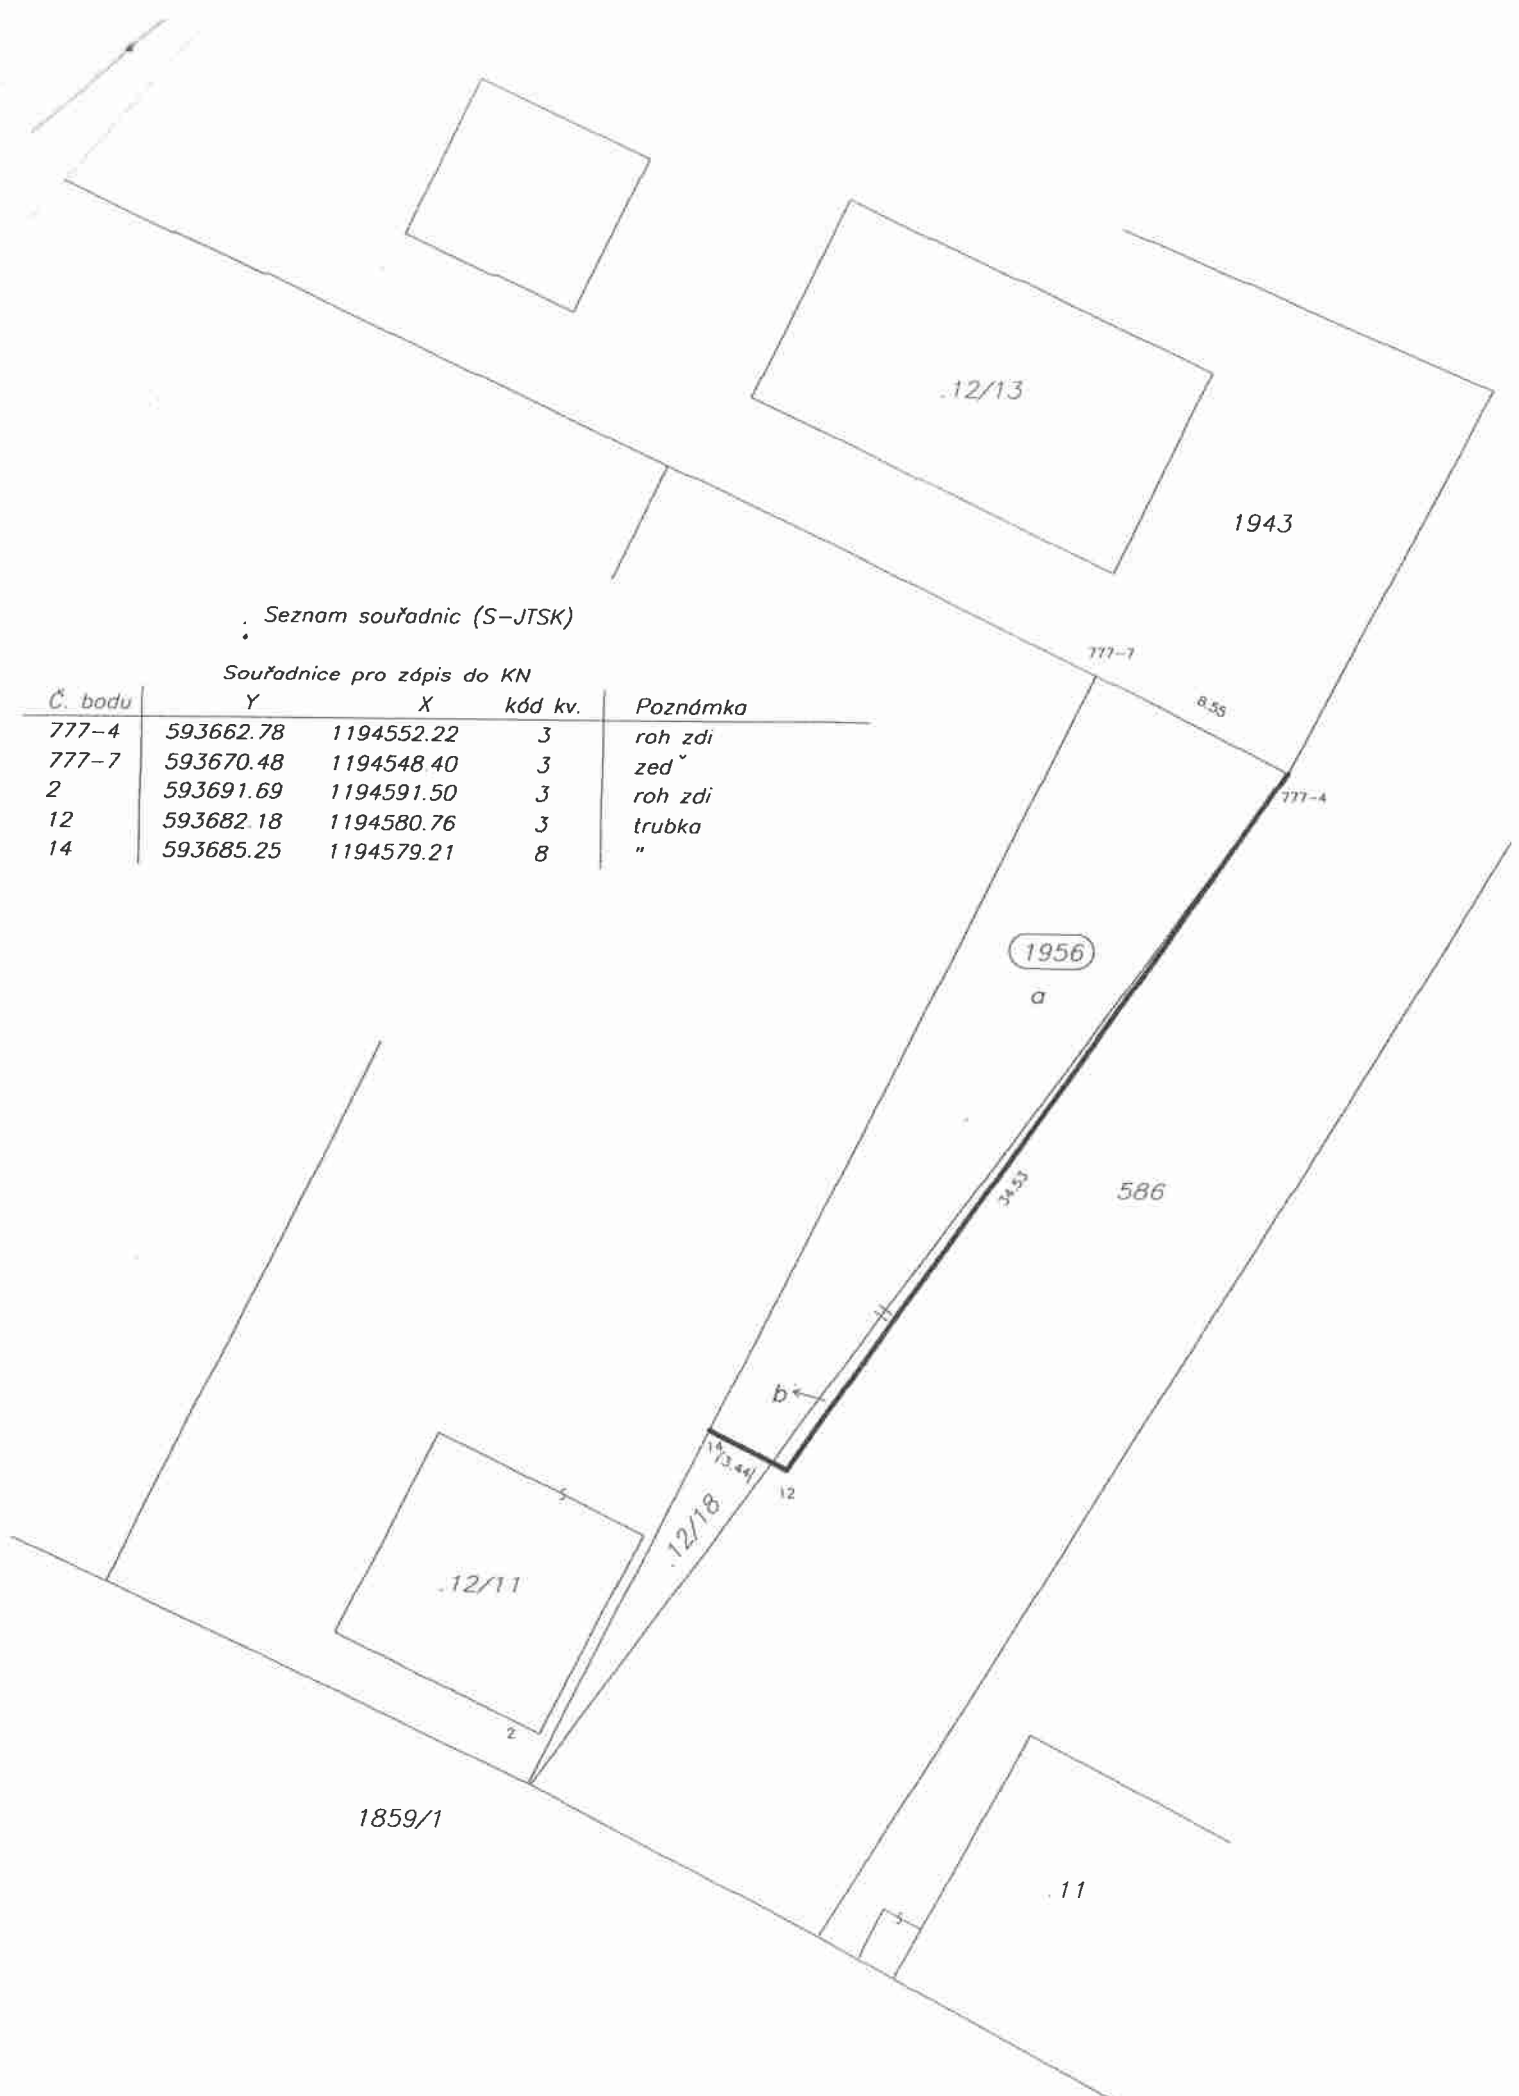 .12/13
1943
Seznam souřadnic (S-JTSK)
Souřadnice pro zápis do KN
Č. bodu Y X kód kv. Poznámka
777-4 593662.78 1194552.22 3 roh zdi
777-7 593670.48 1194548.40 3 zeď
2 593691.69 1194591.50 3 roh zdi
12 593682.18 1194580.76 3 trubka
14 593685.25 1194579.21 8 "
777-7
8.55
777-4
1956
a
34.53
586
b
14
/3.44/
12
.12/18
.12/11
2
1859/1
.11